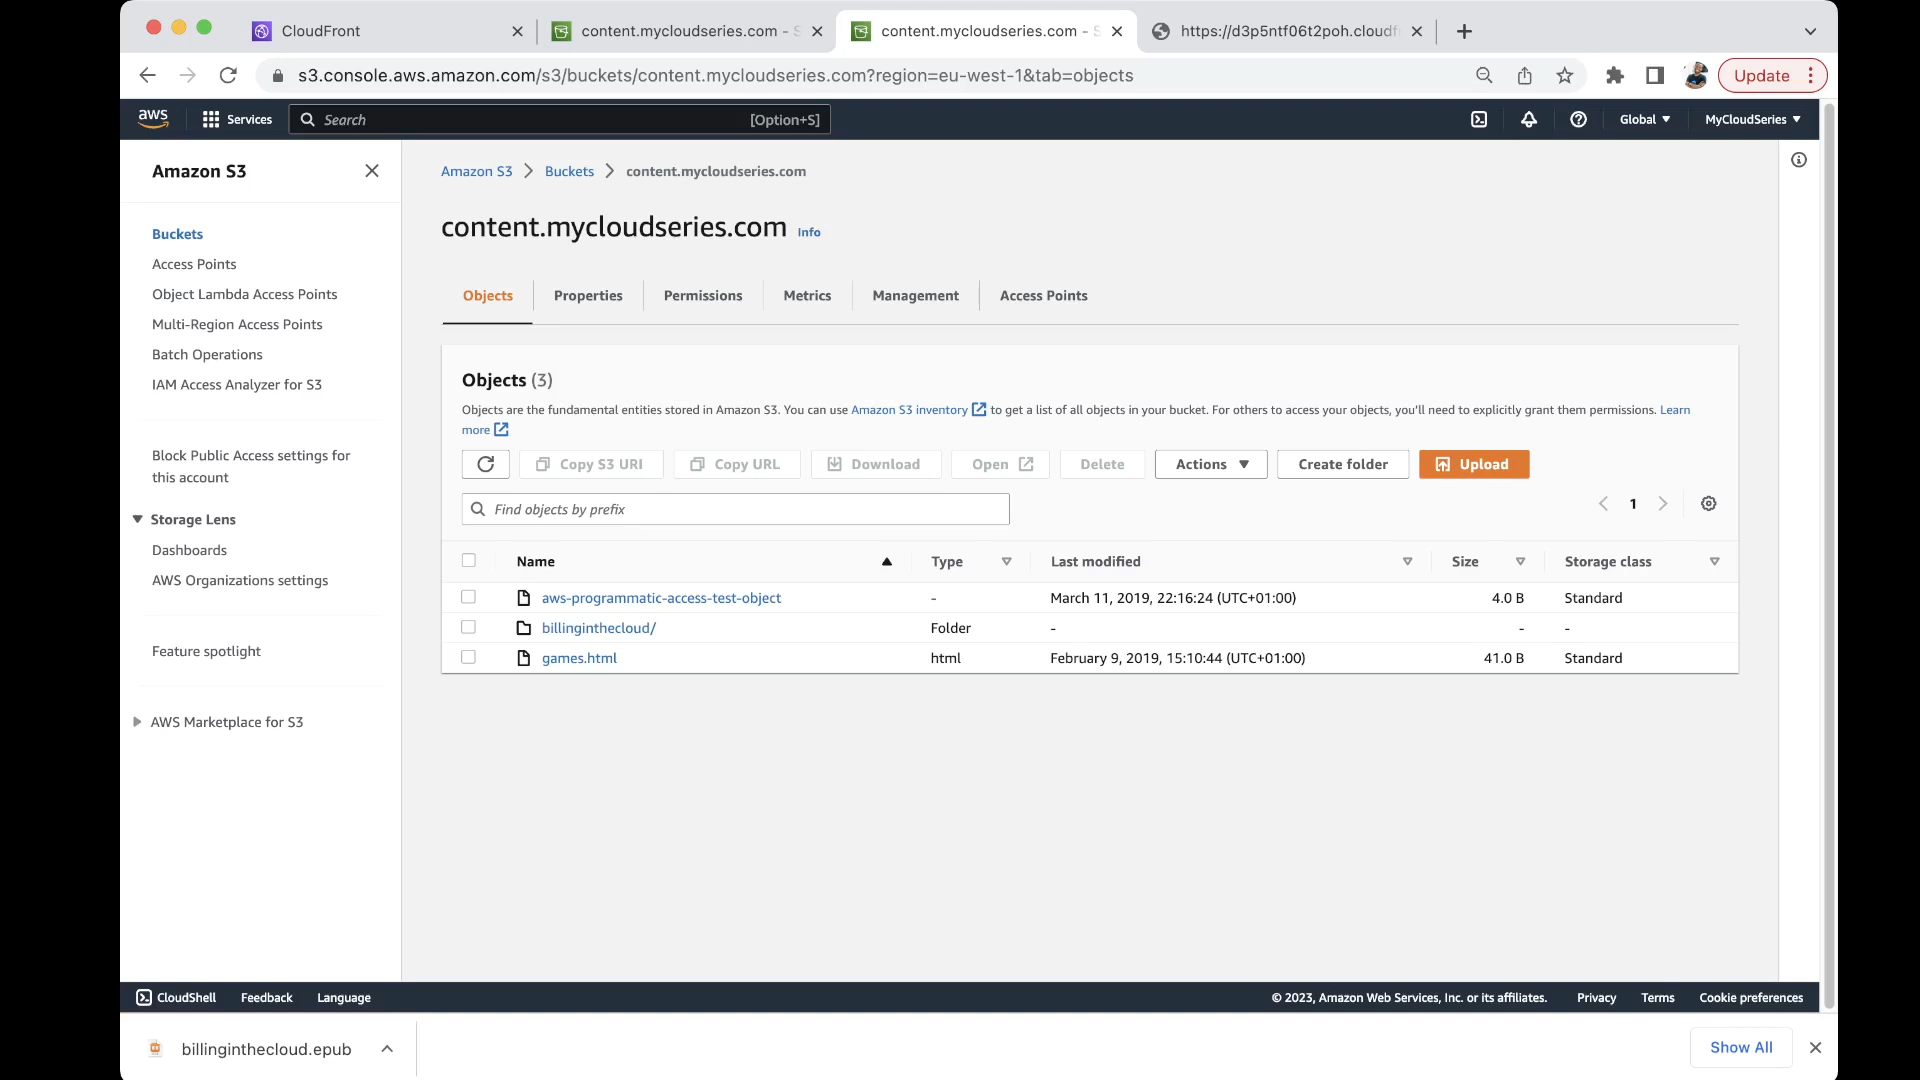 CloudFront
content.mycloudseries.com - S
content.mycloudseries.com - S
https://d3p5ntf06t2poh.cloudf
s3.console.aws.amazon.com/s3/buckets/content.mycloudseries.com?region=eu-west-1&tab=objects
Update
aws
Services
Search
[Option+S]
Global
MyCloudSeries
Amazon S3
Buckets
Access Points
Object Lambda Access Points
Multi-Region Access Points
Batch Operations
IAM Access Analyzer for S3
Block Public Access settings for
this account
Storage Lens
Dashboards
AWS Organizations settings
Feature spotlight
AWS Marketplace for S3
Amazon S3 > Buckets > content.mycloudseries.com
content.mycloudseries.com Info
Objects
Properties
Permissions
Metrics
Management
Access Points
Objects (3)
Objects are the fundamental entities stored in Amazon S3. You can use Amazon S3 inventory to get a list of all objects in your bucket. For others to access your objects, you'll need to explicitly grant them permissions. Learn
more
Copy S3 URI
Copy URL
Download
Open
Delete
Actions
Create folder
Upload
Find objects by prefix
1
Name Type Last modified Size Storage class
aws-programmatic-access-test-object - March 11, 2019, 22:16:24 (UTC+01:00) 4.0 B Standard
billinginthecloud/ Folder - - -
games.html html February 9, 2019, 15:10:44 (UTC+01:00) 41.0 B Standard
CloudShell
Feedback
Language
© 2023, Amazon Web Services, Inc. or its affiliates.
Privacy
Terms
Cookie preferences
billinginthecloud.epub
Show All